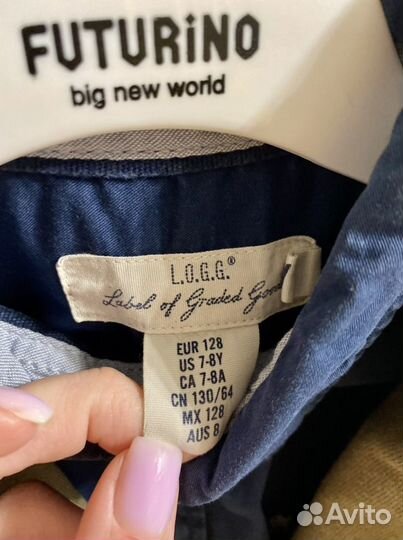 FUTURiNO
big new world
L.O.G.G.®
Label of Graded Goods
EUR 128
US 7-8Y
CA 7-8A
CN 130/64
MX 128
AUS 8
Avito